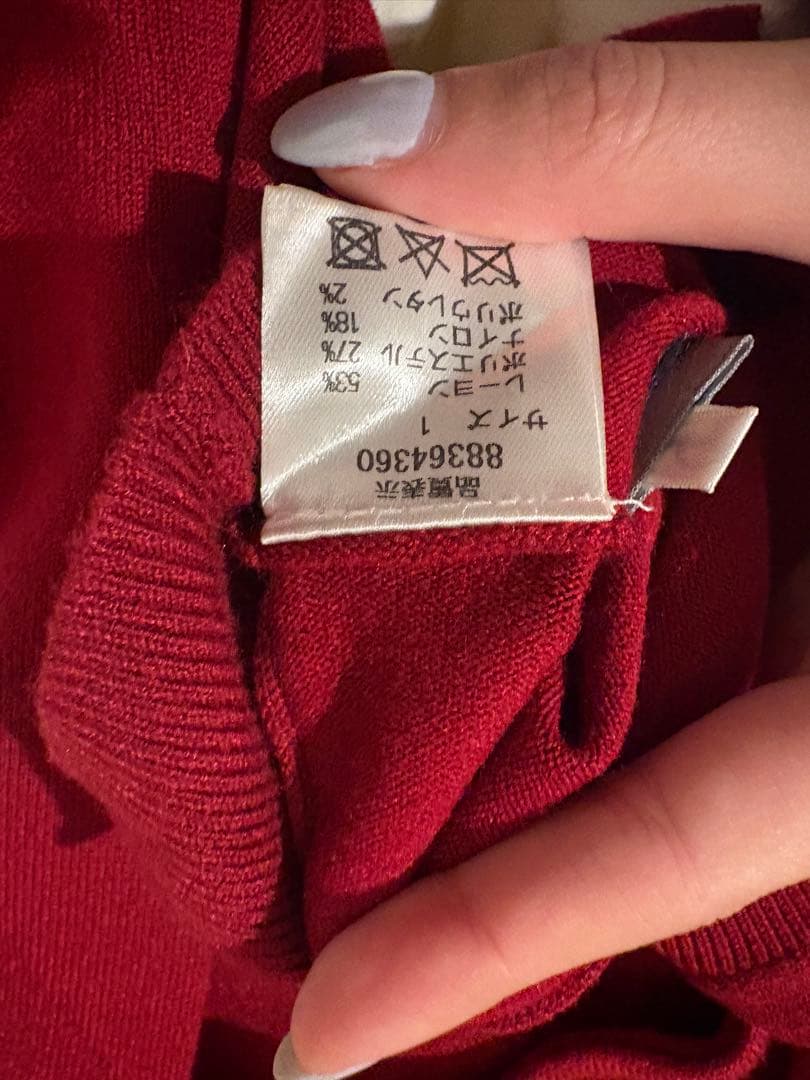 品質表示
88364360
サイズ 1
レーヨン 53%
ポリエステル 27%
ナイロン 18%
ポリウレタン 2%